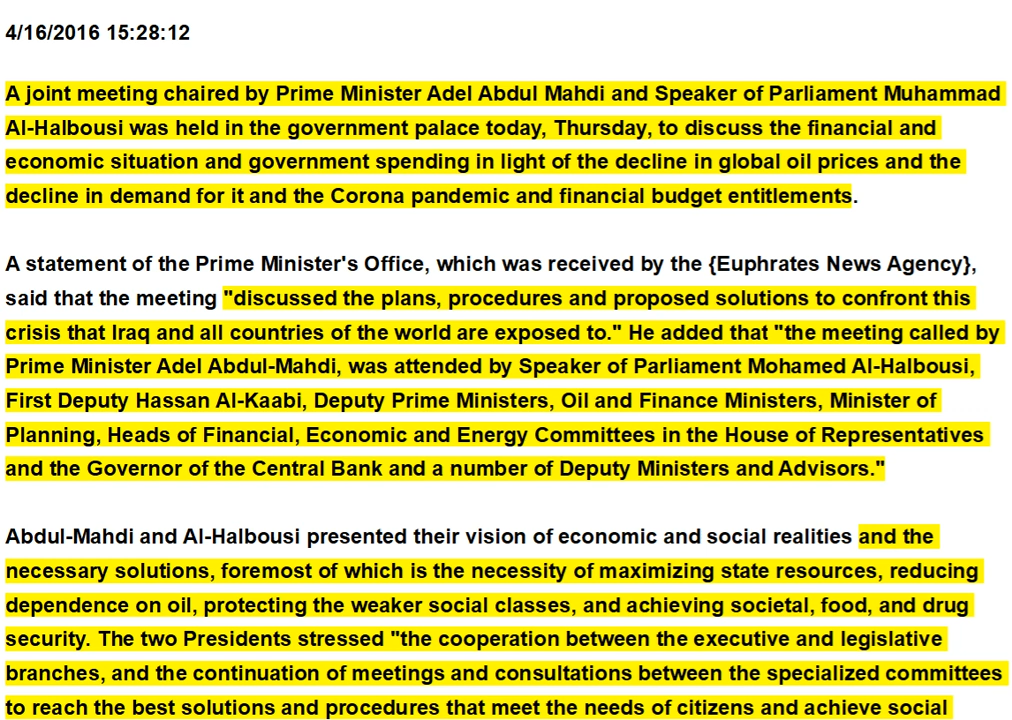 4/16/2016 15:28:12
A joint meeting chaired by Prime Minister Adel Abdul Mahdi and Speaker of Parliament Muhammad
Al-Halbousi was held in the government palace today, Thursday, to discuss the financial and
economic situation and government spending in light of the decline in global oil prices and the
decline in demand for it and the Corona pandemic and financial budget entitlements.
A statement of the Prime Minister's Office, which was received by the {Euphrates News Agency},
said that the meeting "discussed the plans, procedures and proposed solutions to confront this
crisis that Iraq and all countries of the world are exposed to." He added that "the meeting called by
Prime Minister Adel Abdul-Mahdi, was attended by Speaker of Parliament Mohamed Al-Halbousi,
First Deputy Hassan Al-Kaabi, Deputy Prime Ministers, Oil and Finance Ministers, Minister of
Planning, Heads of Financial, Economic and Energy Committees in the House of Representatives
and the Governor of the Central Bank and a number of Deputy Ministers and Advisors."
Abdul-Mahdi and Al-Halbousi presented their vision of economic and social realities and the
necessary solutions, foremost of which is the necessity of maximizing state resources, reducing
dependence on oil, protecting the weaker social classes, and achieving societal, food, and drug
security. The two Presidents stressed "the cooperation between the executive and legislative
branches, and the continuation of meetings and consultations between the specialized committees
to reach the best solutions and procedures that meet the needs of citizens and achieve social